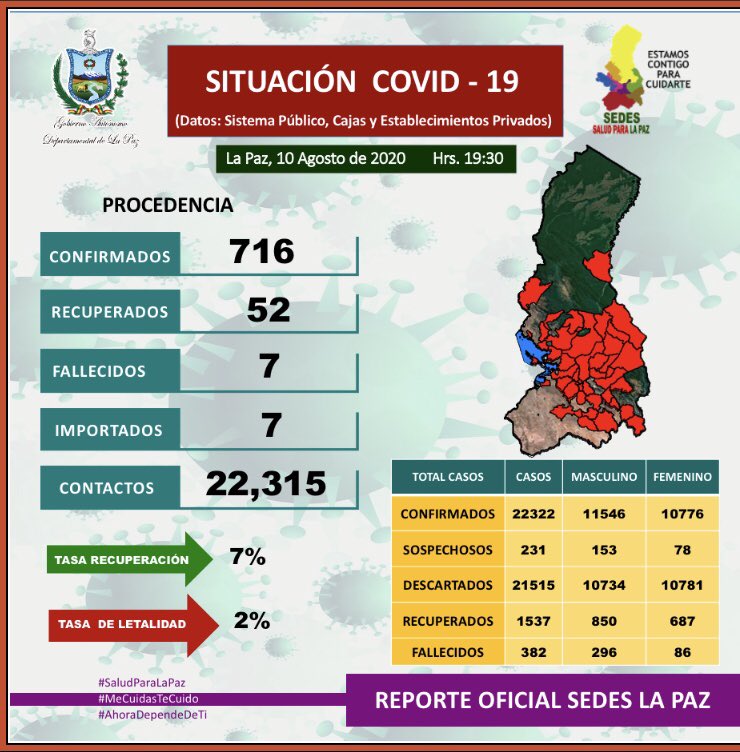 Gobierno Autónomo
Departamental de La Paz
SITUACIÓN COVID - 19
(Datos: Sistema Público, Cajas y Establecimientos Privados)
La Paz, 10 Agosto de 2020 Hrs. 19:30
ESTAMOS
CONTIGO
PARA
CUIDARTE
SEDES
SALUD PARA LA PAZ
PROCEDENCIA
CONFIRMADOS 716
RECUPERADOS 52
FALLECIDOS 7
IMPORTADOS 7
CONTACTOS 22,315
TASA RECUPERACIÓN 7%
TASA DE LETALIDAD 2%
TOTAL CASOS CASOS MASCULINO FEMENINO
CONFIRMADOS 22322 11546 10776
SOSPECHOSOS 231 153 78
DESCARTADOS 21515 10734 10781
RECUPERADOS 1537 850 687
FALLECIDOS 382 296 86
#SaludParaLaPaz
#MeCuidasTeCuido
#AhoraDependeDeTi
REPORTE OFICIAL SEDES LA PAZ